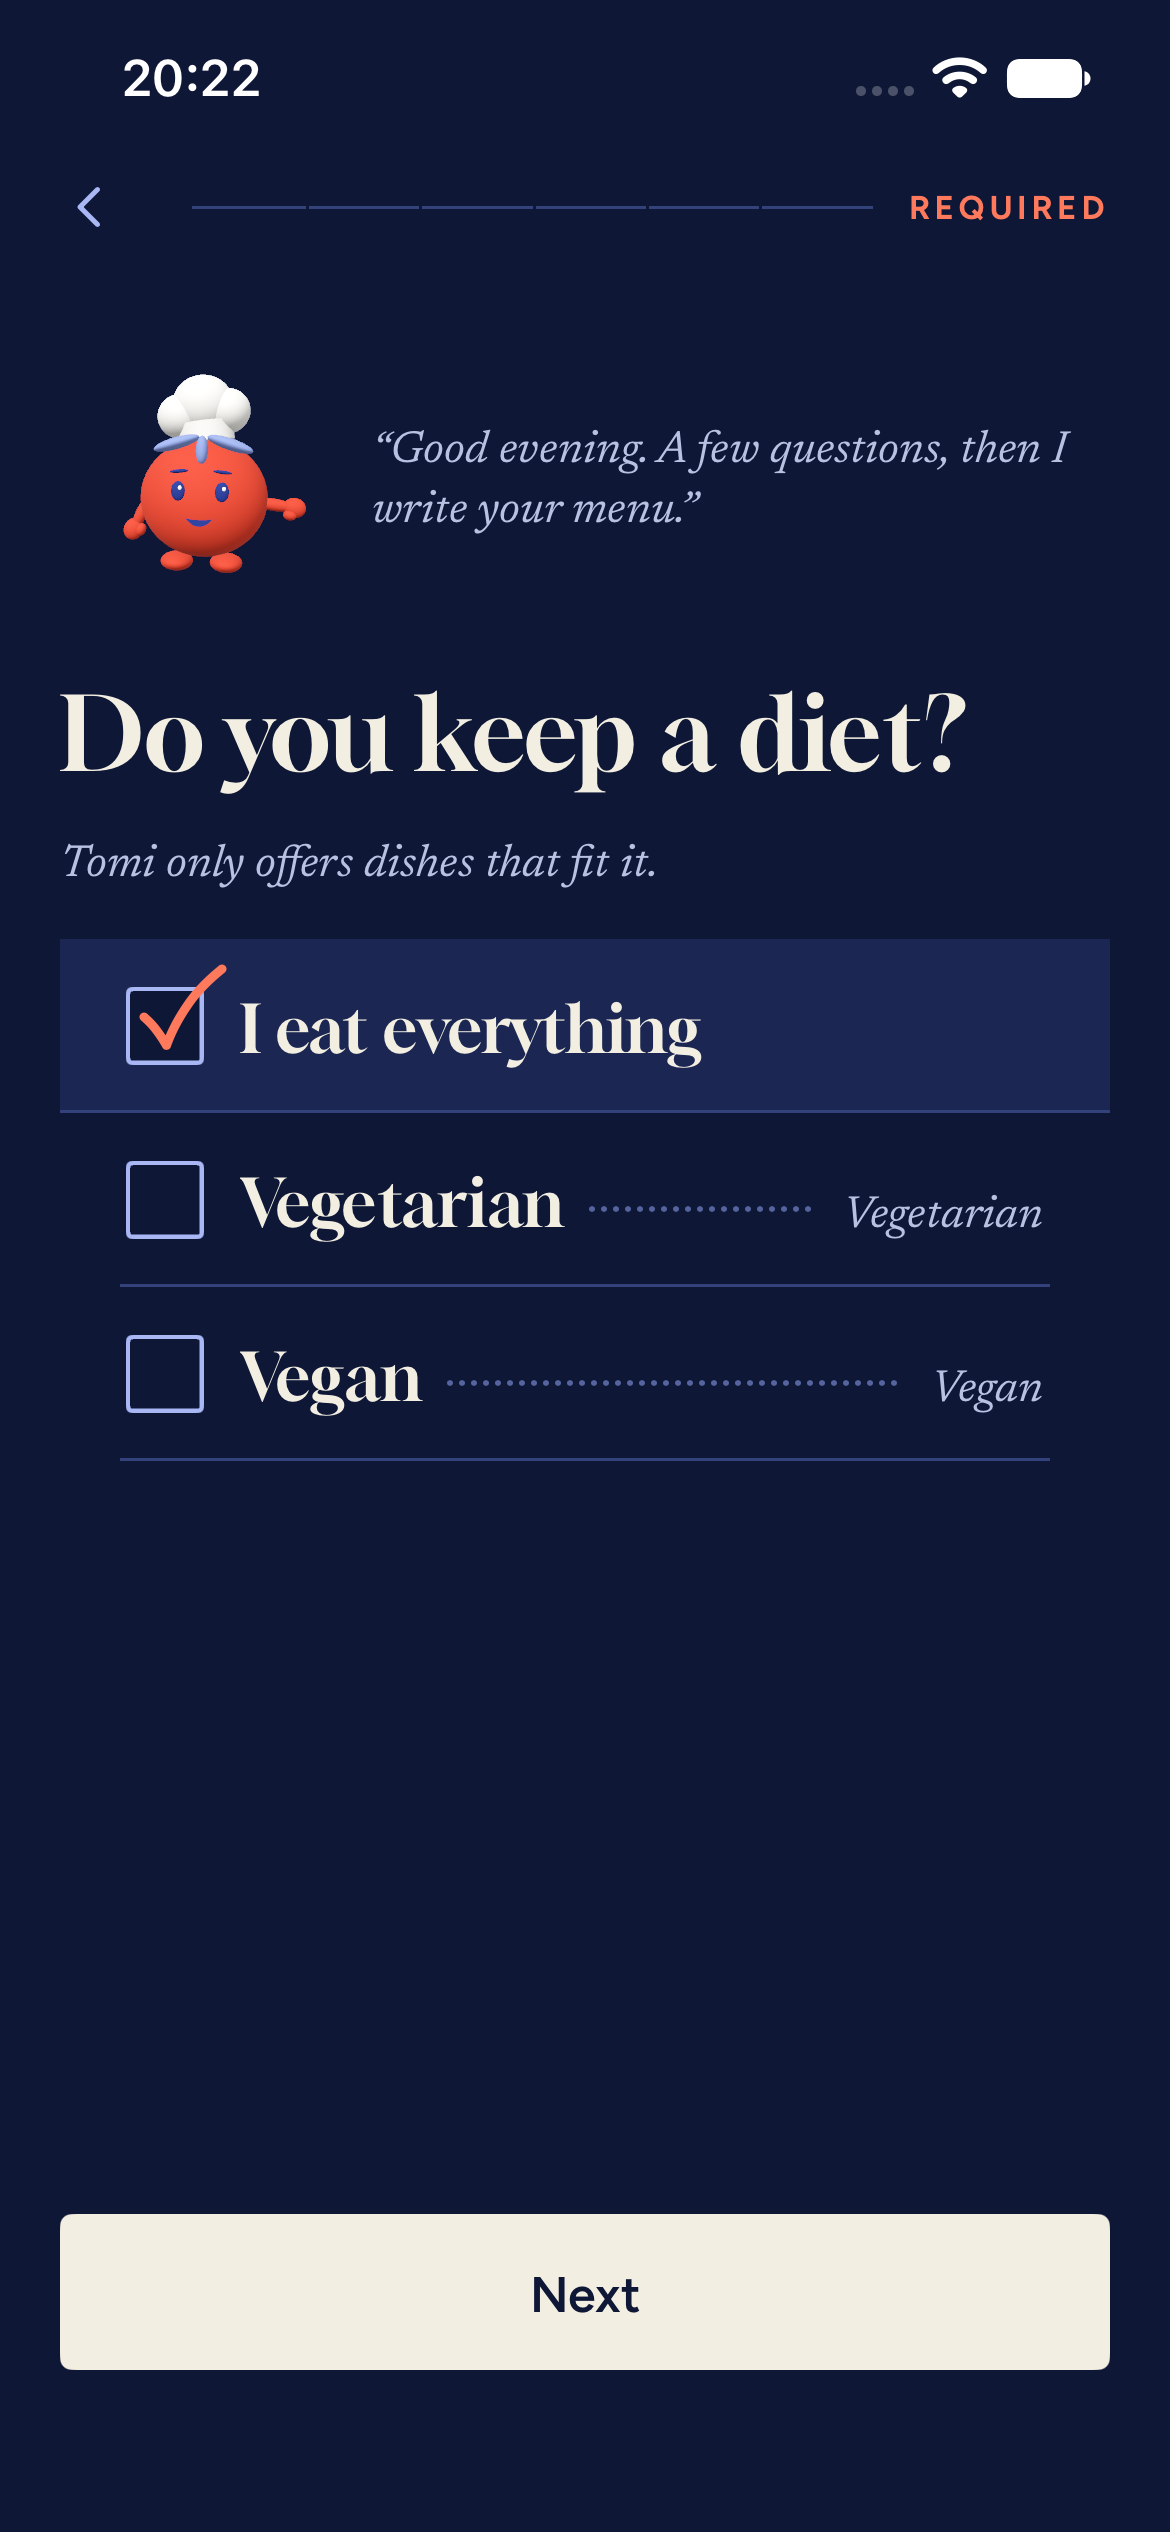 20:22
REQUIRED
“Good evening. A few questions, then I
write your menu.”
Do you keep a diet?
Tomi only offers dishes that fit it.
I eat everything
Vegetarian Vegetarian
Vegan Vegan
Next